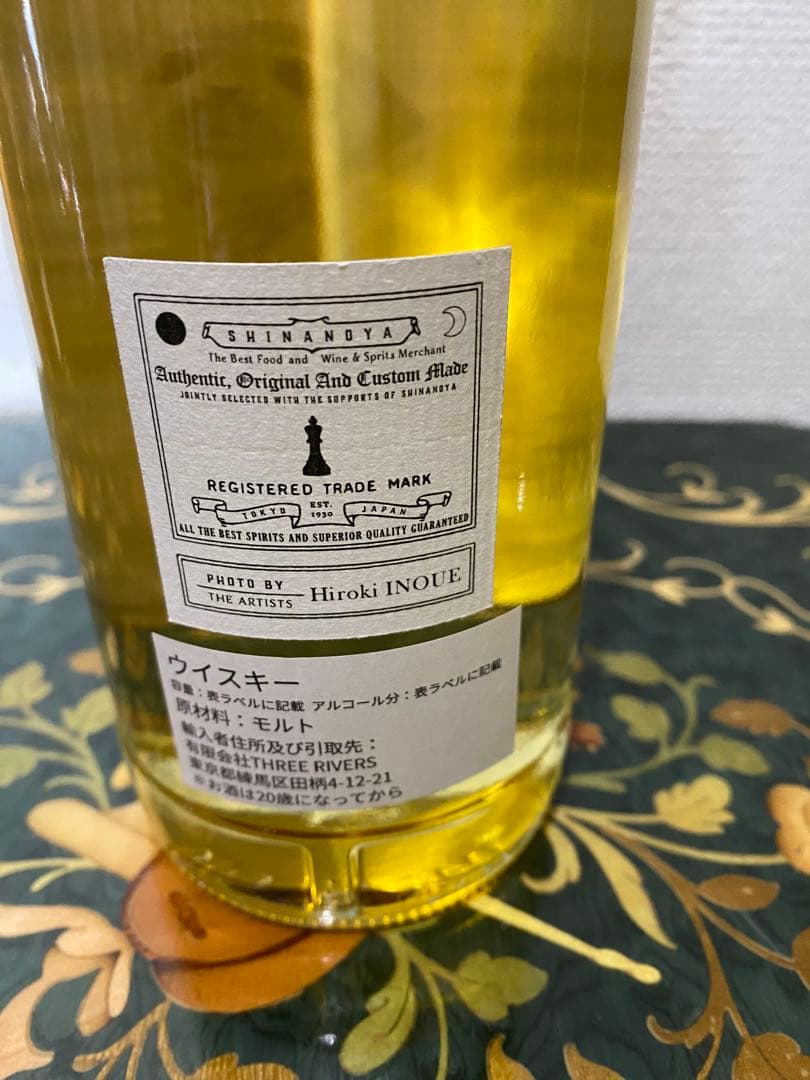 SHINANOYA
The Best Food and Wine & Sprits Merchant
Authentic, Original And Custom Made
JOINTLY SELECTED WITH THE SUPPORTS OF SHINANOYA
REGISTERED TRADE MARK
TOKYO EST. 1930 JAPAN
ALL THE BEST SPIRITS AND SUPERIOR QUALITY GUARANTEED
PHOTO BY
THE ARTISTS
Hiroki INOUE
ウイスキー
容量：表ラベルに記載 アルコール分：表ラベルに記載
原材料：モルト
輸入者住所及び引取先：
有限会社THREE RIVERS
東京都練馬区田柄4-12-21
※お酒は20歳になってから